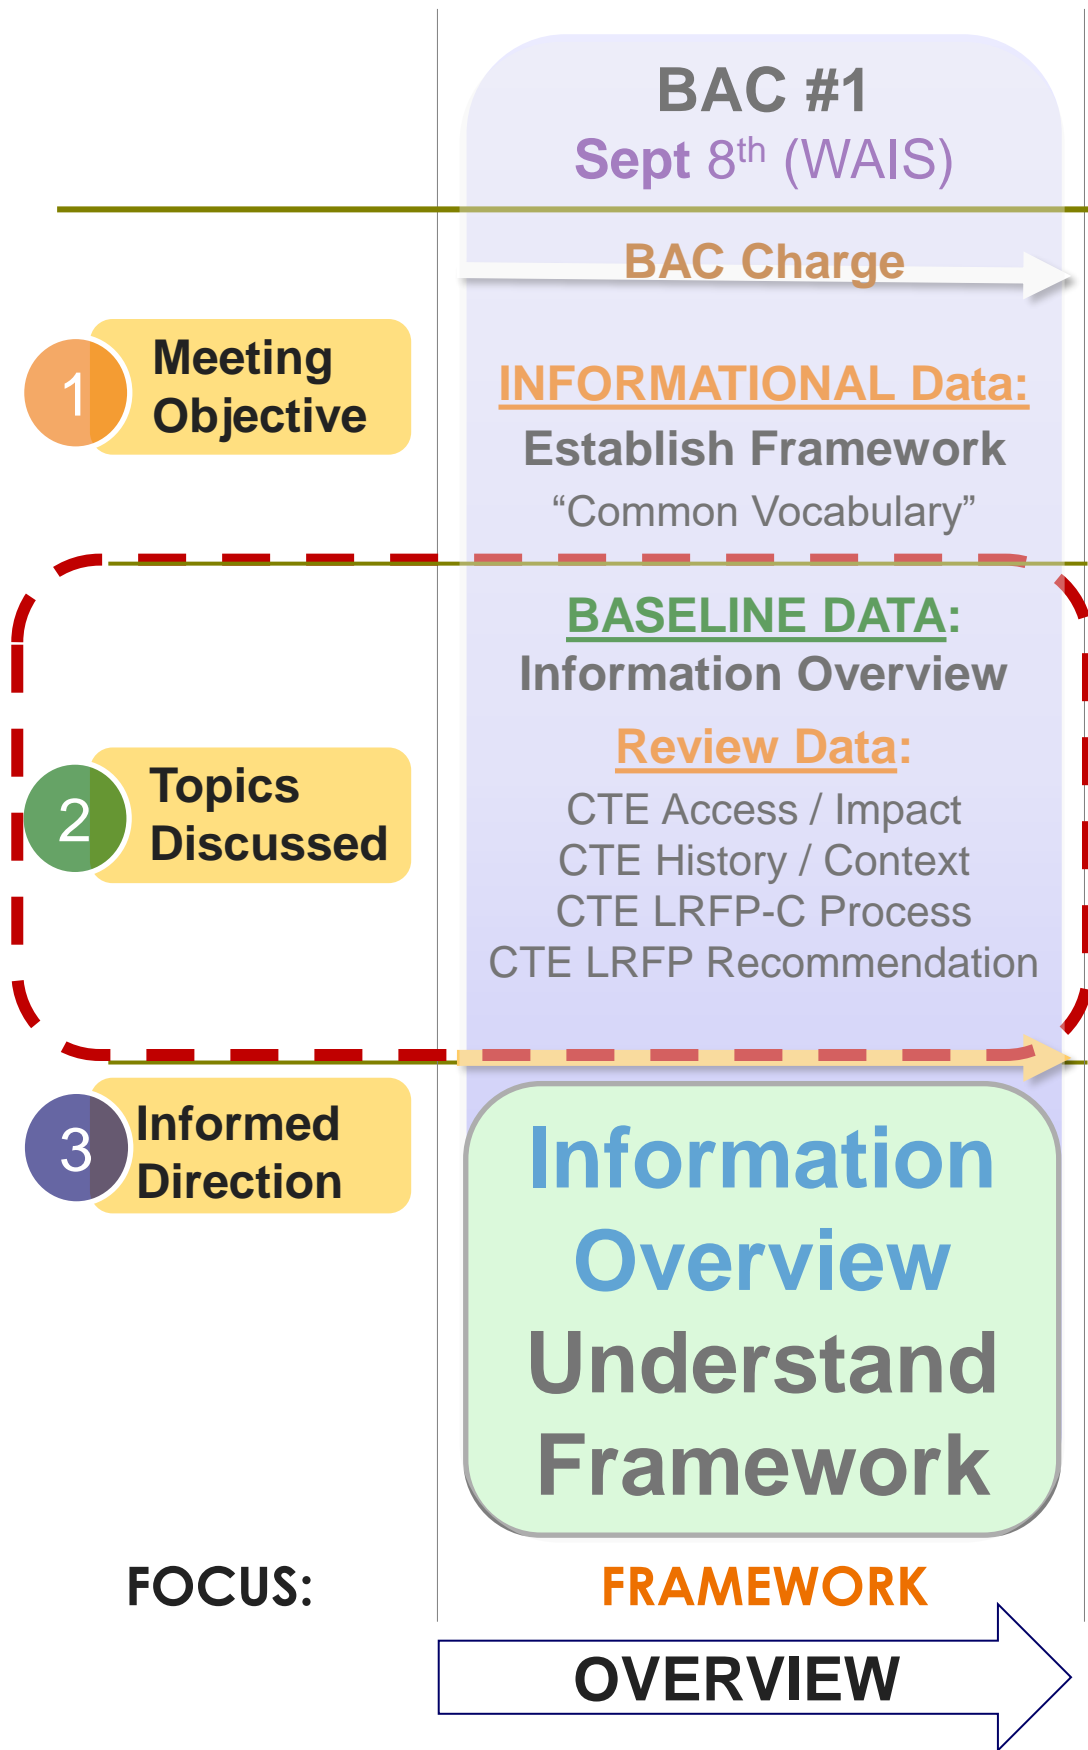 BAC #1
Sept 8th (WAIS)
BAC Charge
1
Meeting
Objective
INFORMATIONAL Data:
Establish Framework
“Common Vocabulary”
2
Topics
Discussed
BASELINE DATA:
Information Overview
Review Data:
CTE Access / Impact
CTE History / Context
CTE LRFP-C Process
CTE LRFP Recommendation
3
Informed
Direction
Information
Overview
Understand
Framework
FOCUS:
FRAMEWORK
OVERVIEW